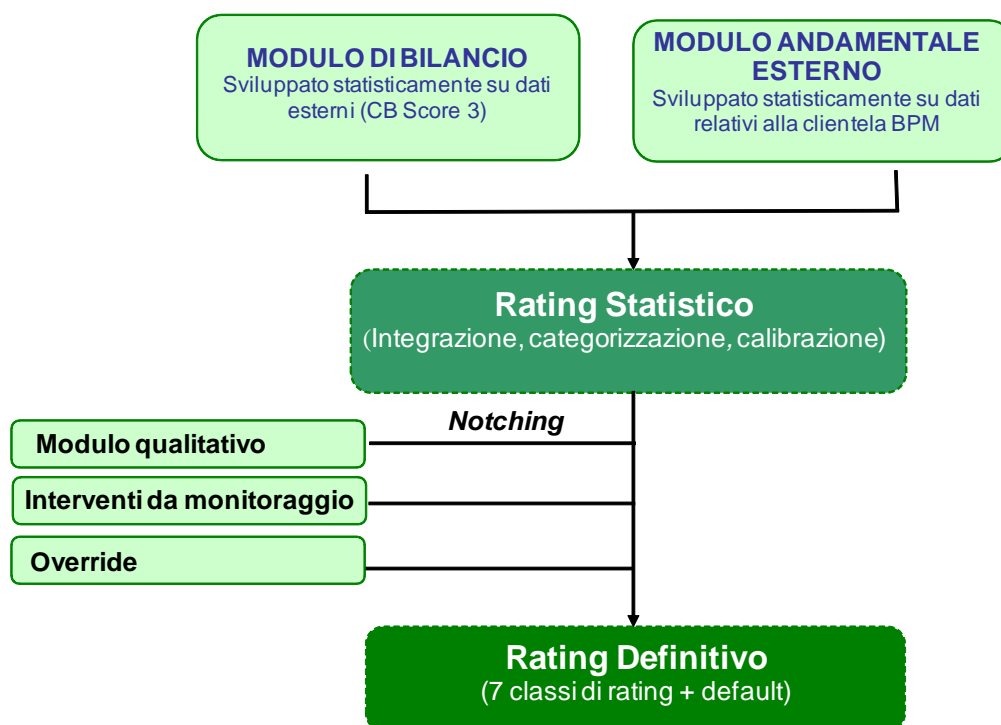 MODULO DI BILANCIO
Sviluppato statisticamente su dati
esterni (CB Score 3)
MODULO ANDAMENTALE
ESTERNO
Sviluppato statisticamente su dati
relativi alla clientela BPM
Rating Statistico
(Integrazione, categorizzazione, calibrazione)
Notching
Modulo qualitativo
Interventi da monitoraggio
Override
Rating Definitivo
(7 classi di rating + default)